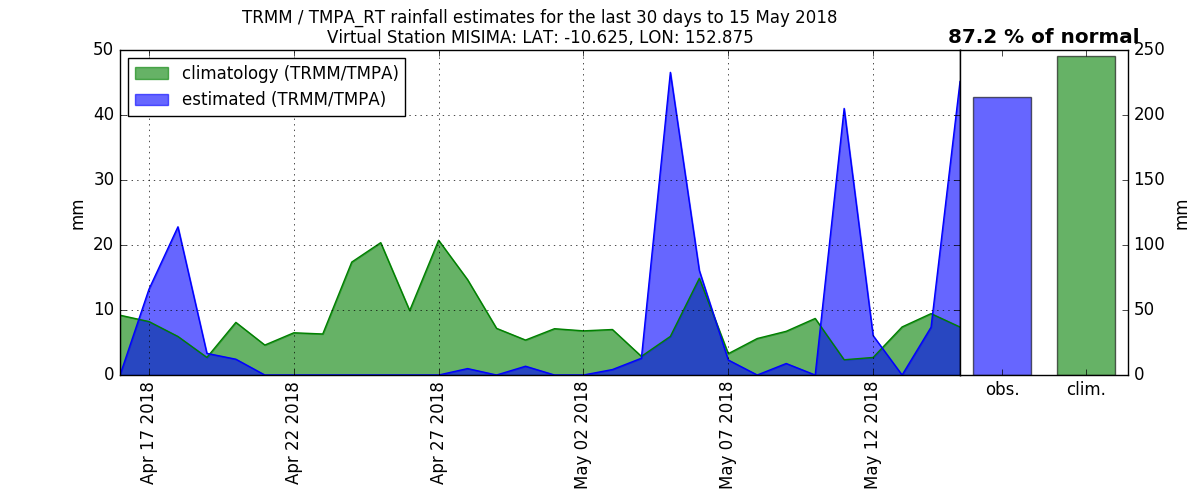 TRMM / TMPA_RT rainfall estimates for the last 30 days to 15 May 2018
Virtual Station MISIMA: LAT: -10.625, LON: 152.875
87.2 % of normal
climatology (TRMM/TMPA)
estimated (TRMM/TMPA)
50
40
30
20
10
0
mm
Apr 17 2018
Apr 22 2018
Apr 27 2018
May 02 2018
May 07 2018
May 12 2018
250
200
150
100
50
0
mm
obs.
clim.